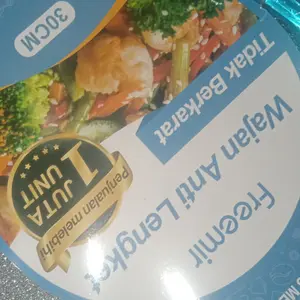 30CM
Freemir
Wajan Anti Lengket
Tidak Berkarat
Penjualan melebihi
1
JUTA
UNIT